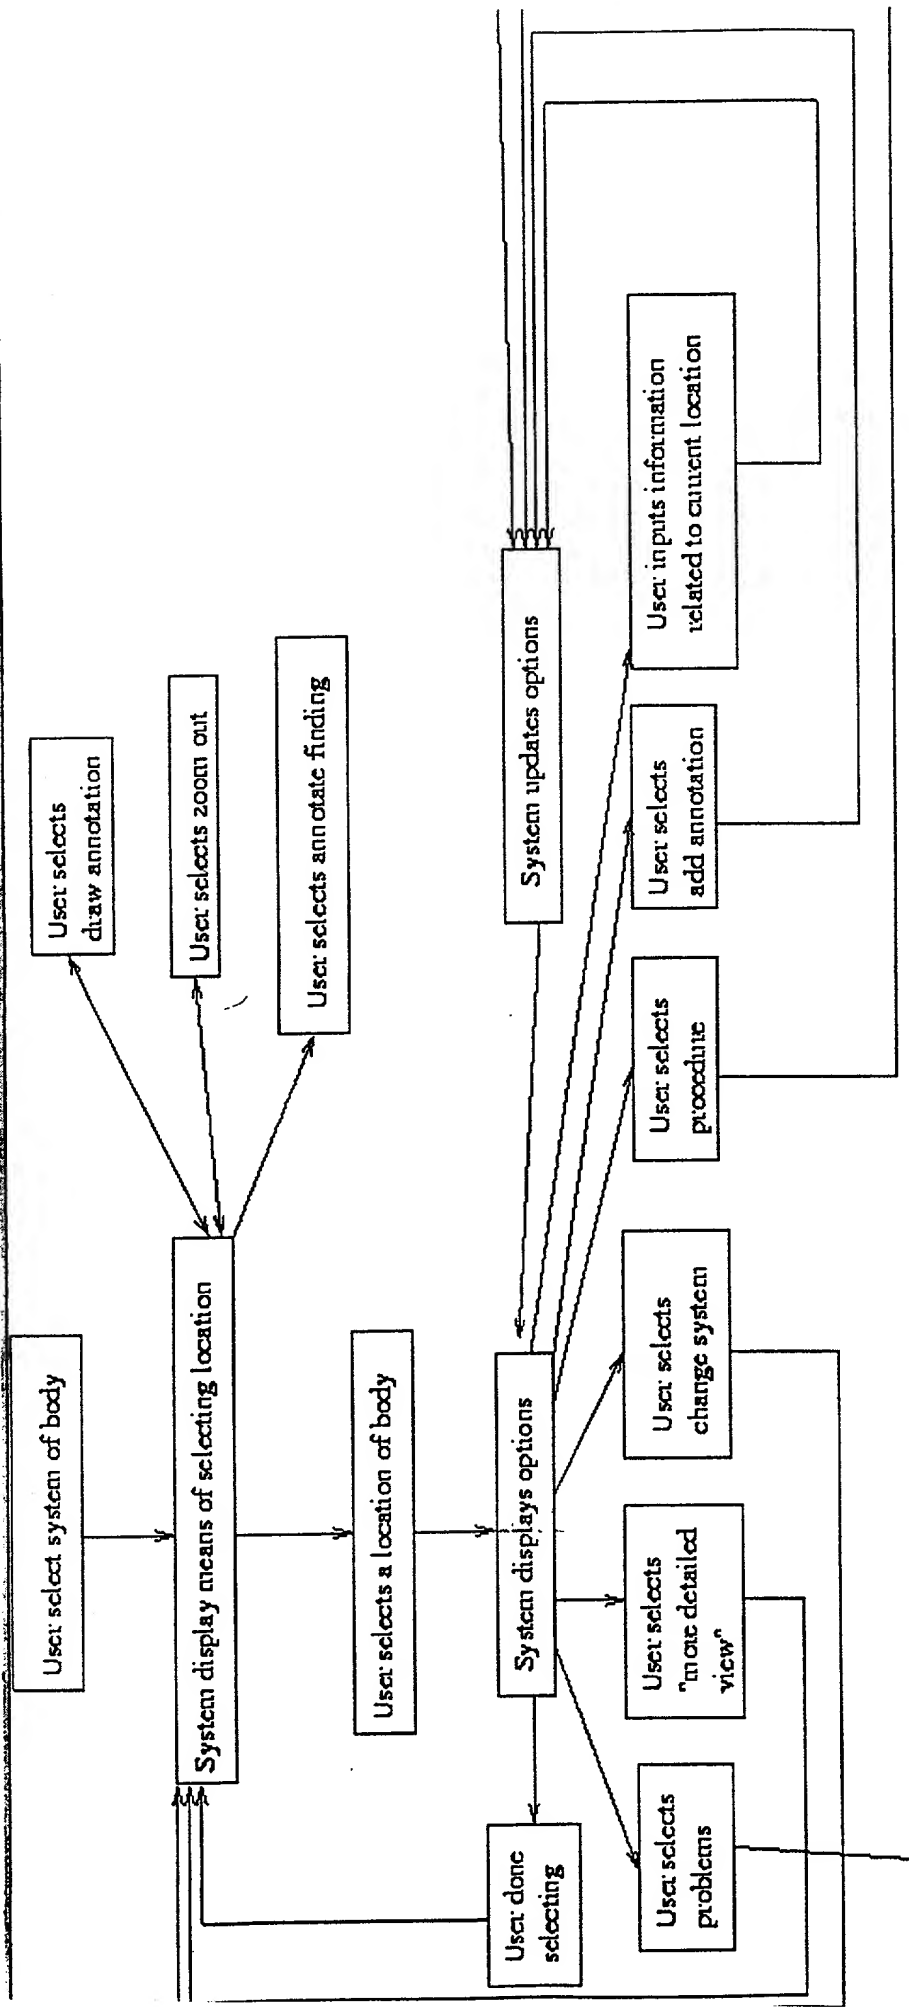 User select system of body
System display means of selecting location
User selects
draw annotation
User selects zoom out
User selects annotate finding
User selects a location of body
System displays options
System updates options
User done
selecting
User selects
problems
User selects
"more detailed
view"
User selects
change system
User selects
procedure
User selects
add annotation
User inputs information
related to current location